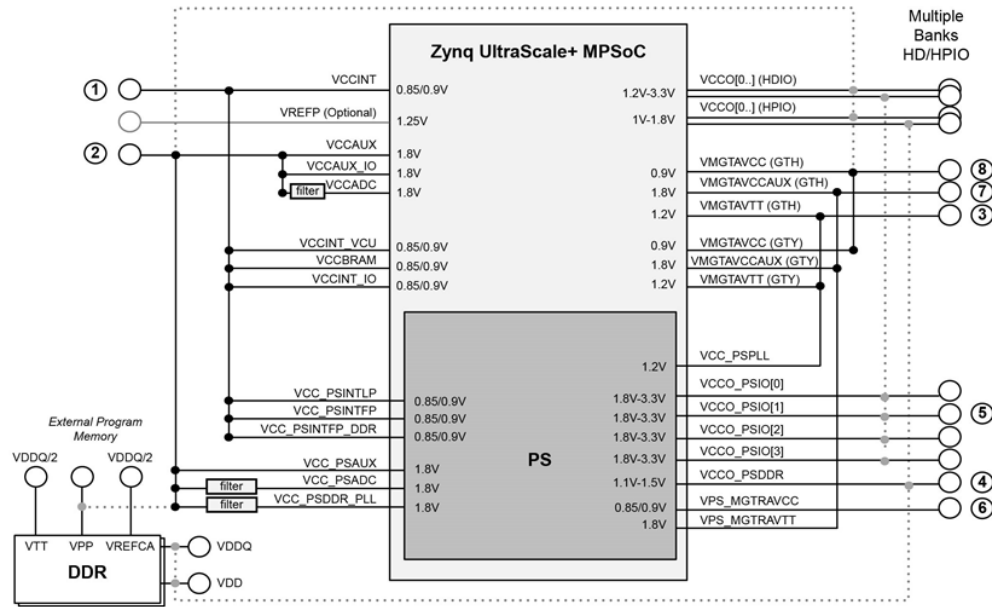 Multiple
Banks
HD/HPIO
Zynq UltraScale+ MPSoC
1
VCCINT
0.85/0.9V
1.2V-3.3V
VCCO[0..] (HDIO)
VREFP (Optional)
1.25V
1V-1.8V
VCCO[0..] (HPIO)
2
VCCAUX
1.8V
VCCAUX_IO
1.8V
filter
VCCADC
1.8V
0.9V
VMGTAVCC (GTH)
8
1.8V
VMGTAVCCAUX (GTH)
7
1.2V
VMGTAVTT (GTH)
3
VCCINT_VCU
0.85/0.9V
VCCBRAM
0.85/0.9V
VCCINT_IO
0.85/0.9V
0.9V
VMGTAVCC (GTY)
1.8V
VMGTAVCCAUX (GTY)
1.2V
VMGTAVTT (GTY)
1.2V
VCC_PSPLL
VCC_PSINTLP
0.85/0.9V
VCC_PSINTFP
0.85/0.9V
VCC_PSINTFP_DDR
0.85/0.9V
1.8V-3.3V
VCCO_PSIO[0]
1.8V-3.3V
VCCO_PSIO[1]
5
1.8V-3.3V
VCCO_PSIO[2]
1.8V-3.3V
VCCO_PSIO[3]
PS
VCC_PSAUX
1.8V
filter
VCC_PSADC
1.8V
filter
VCC_PSDDR_PLL
1.8V
1.1V-1.5V
VCCO_PSDDR
4
0.85/0.9V
VPS_MGTRAVCC
6
1.8V
VPS_MGTRAVTT
External Program
Memory
VDDQ/2
VDDQ/2
VTT
VPP
VREFCA
DDR
VDDQ
VDD